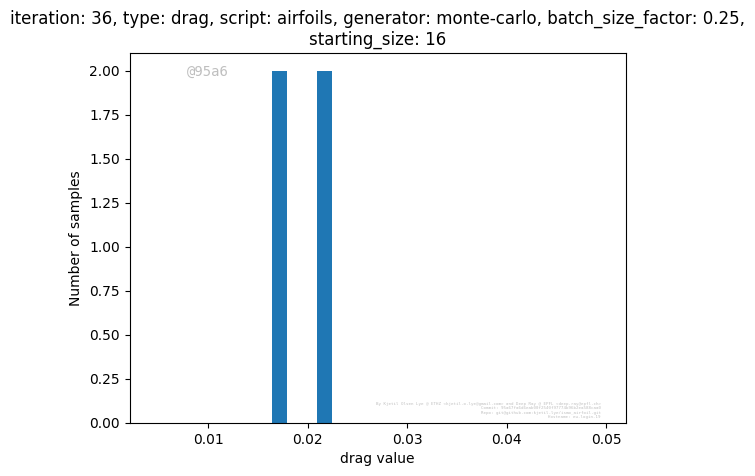 iteration: 36, type: drag, script: airfoils, generator: monte-carlo, batch_size_factor: 0.25,
starting_size: 16
@95a6
2.00
1.75
1.50
1.25
1.00
0.75
0.50
0.25
0.00
Number of samples
0.01
0.02
0.03
0.04
0.05
drag value